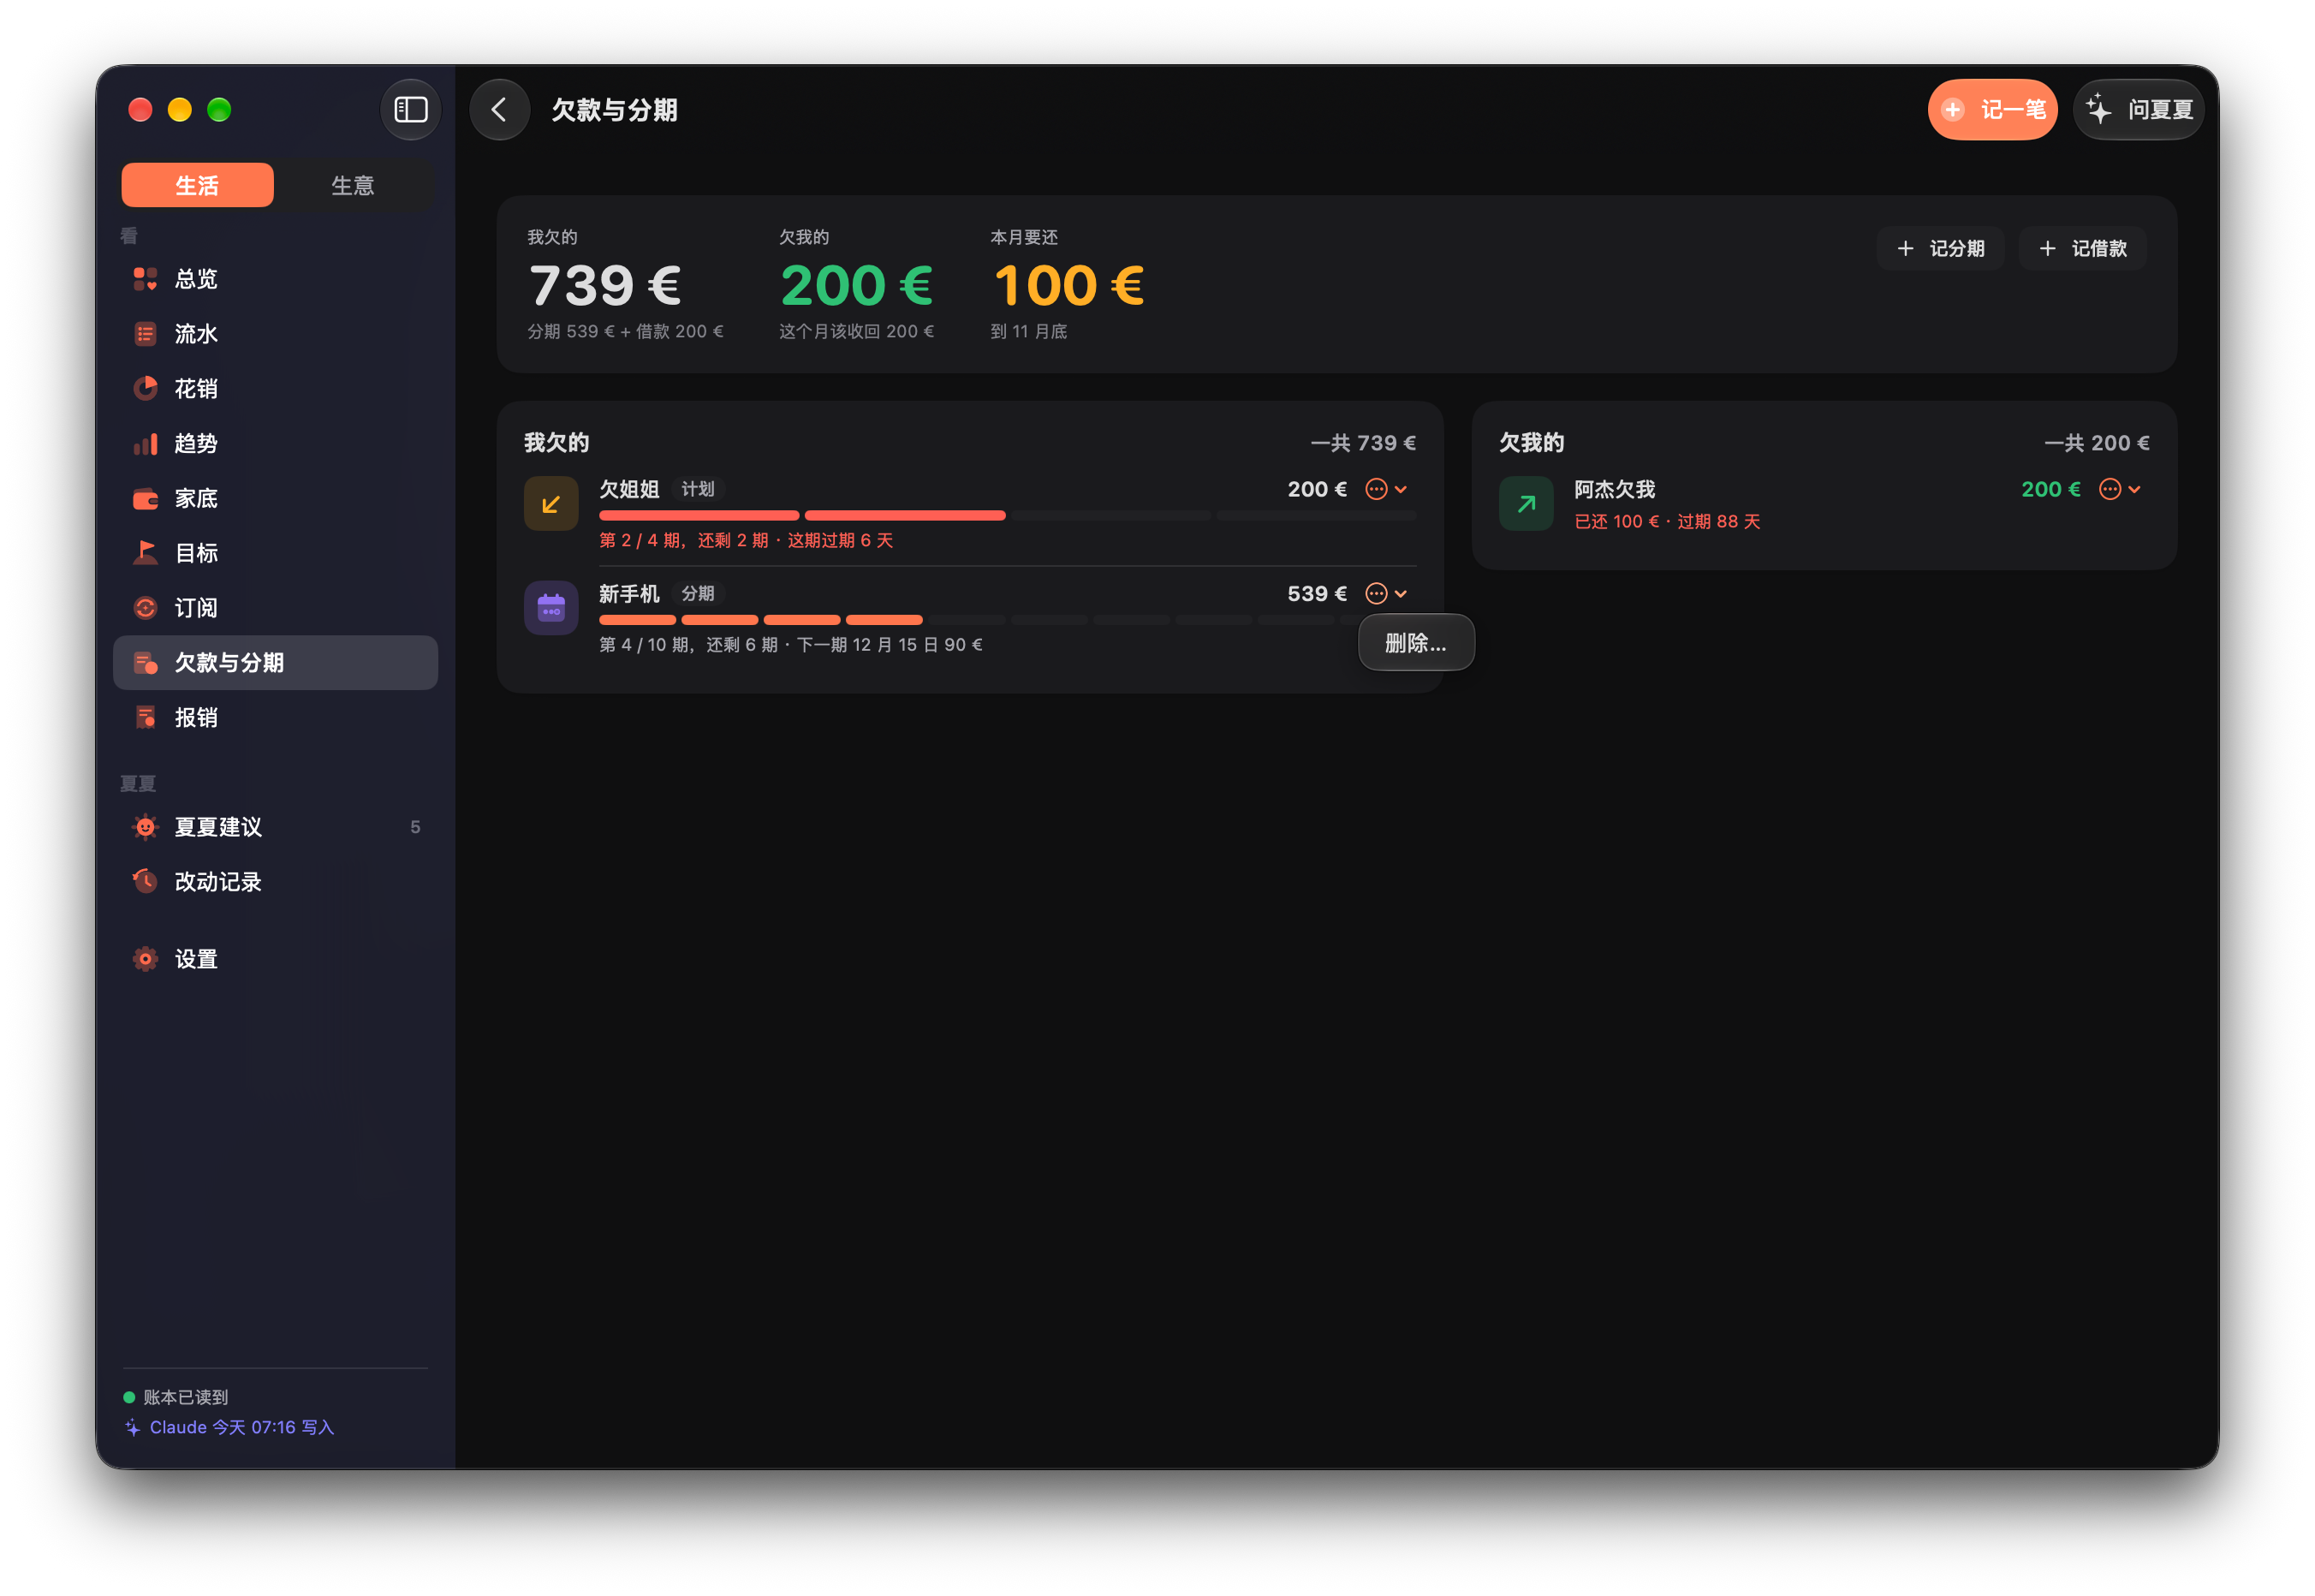 欠款与分期
记一笔
问夏夏
生活
生意
看
总览
流水
花销
趋势
家底
目标
订阅
欠款与分期
报销
夏夏
夏夏建议
5
改动记录
设置
账本已读到
Claude 今天 07:16 写入
我欠的
739 €
分期 539 € + 借款 200 €
欠我的
200 €
这个月该收回 200 €
本月要还
100 €
到 11 月底
+ 记分期
+ 记借款
我欠的
一共 739 €
欠姐姐 计划
200 €
第 2 / 4 期，还剩 2 期 · 这期过期 6 天
新手机 分期
539 €
第 4 / 10 期，还剩 6 期 · 下一期 12 月 15 日 90 €
删除...
欠我的
一共 200 €
阿杰欠我
200 €
已还 100 € · 过期 88 天